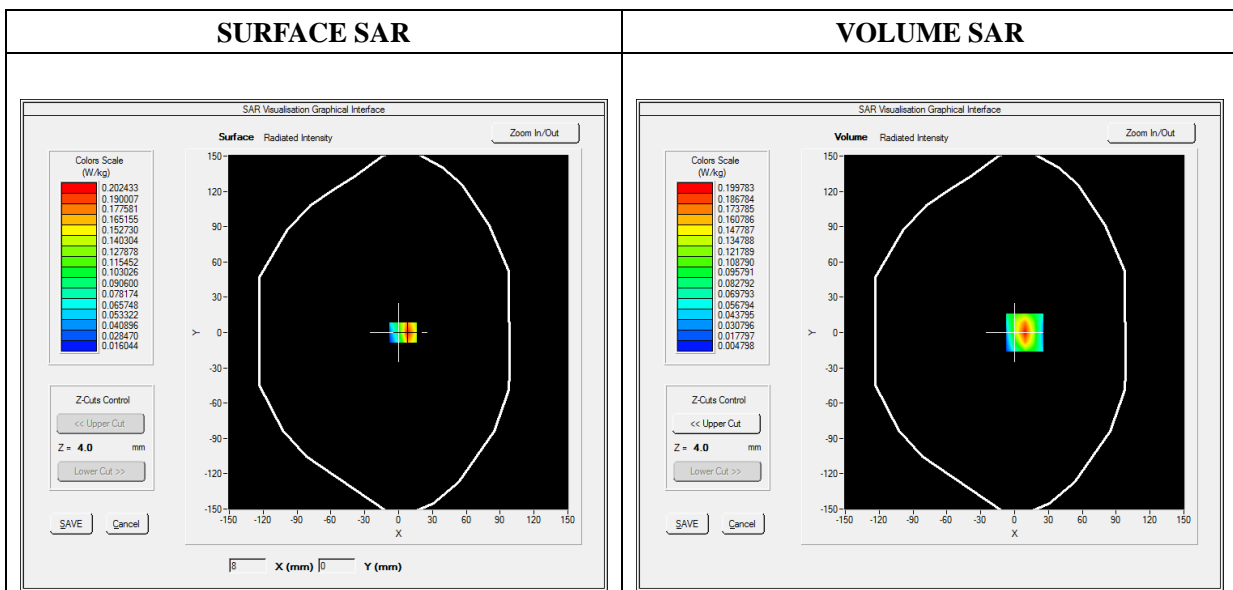 SURFACE SAR
VOLUME SAR
SAR Visualisation Graphical Interface
Surface Radiated Intensity
Zoom In/Out
Colors Scale
(W/kg)
0.202433
0.190007
0.177581
0.165155
0.152730
0.140304
0.127878
0.115452
0.103026
0.090600
0.078174
0.065748
0.053322
0.040896
0.028470
0.016044
Z-Cuts Control
<< Upper Cut
Z = 4.0 mm
Lower Cut >>
SAVE Cancel
150
120
90
60
30
0
-30
-60
-90
-120
-150
Y
-150 -120 -90 -60 -30 0 30 60 90 120 150
X
8 X (mm) 0 Y (mm)
SAR Visualisation Graphical Interface
Volume Radiated Intensity
Zoom In/Out
Colors Scale
(W/kg)
0.199783
0.186784
0.173785
0.160786
0.147787
0.134788
0.121789
0.108790
0.095791
0.082792
0.069793
0.056794
0.043795
0.030796
0.017797
0.004798
Z-Cuts Control
<< Upper Cut
Z = 4.0 mm
Lower Cut >>
SAVE Cancel
150
120
90
60
30
0
-30
-60
-90
-120
-150
Y
-150 -120 -90 -60 -30 0 30 60 90 120 150
X